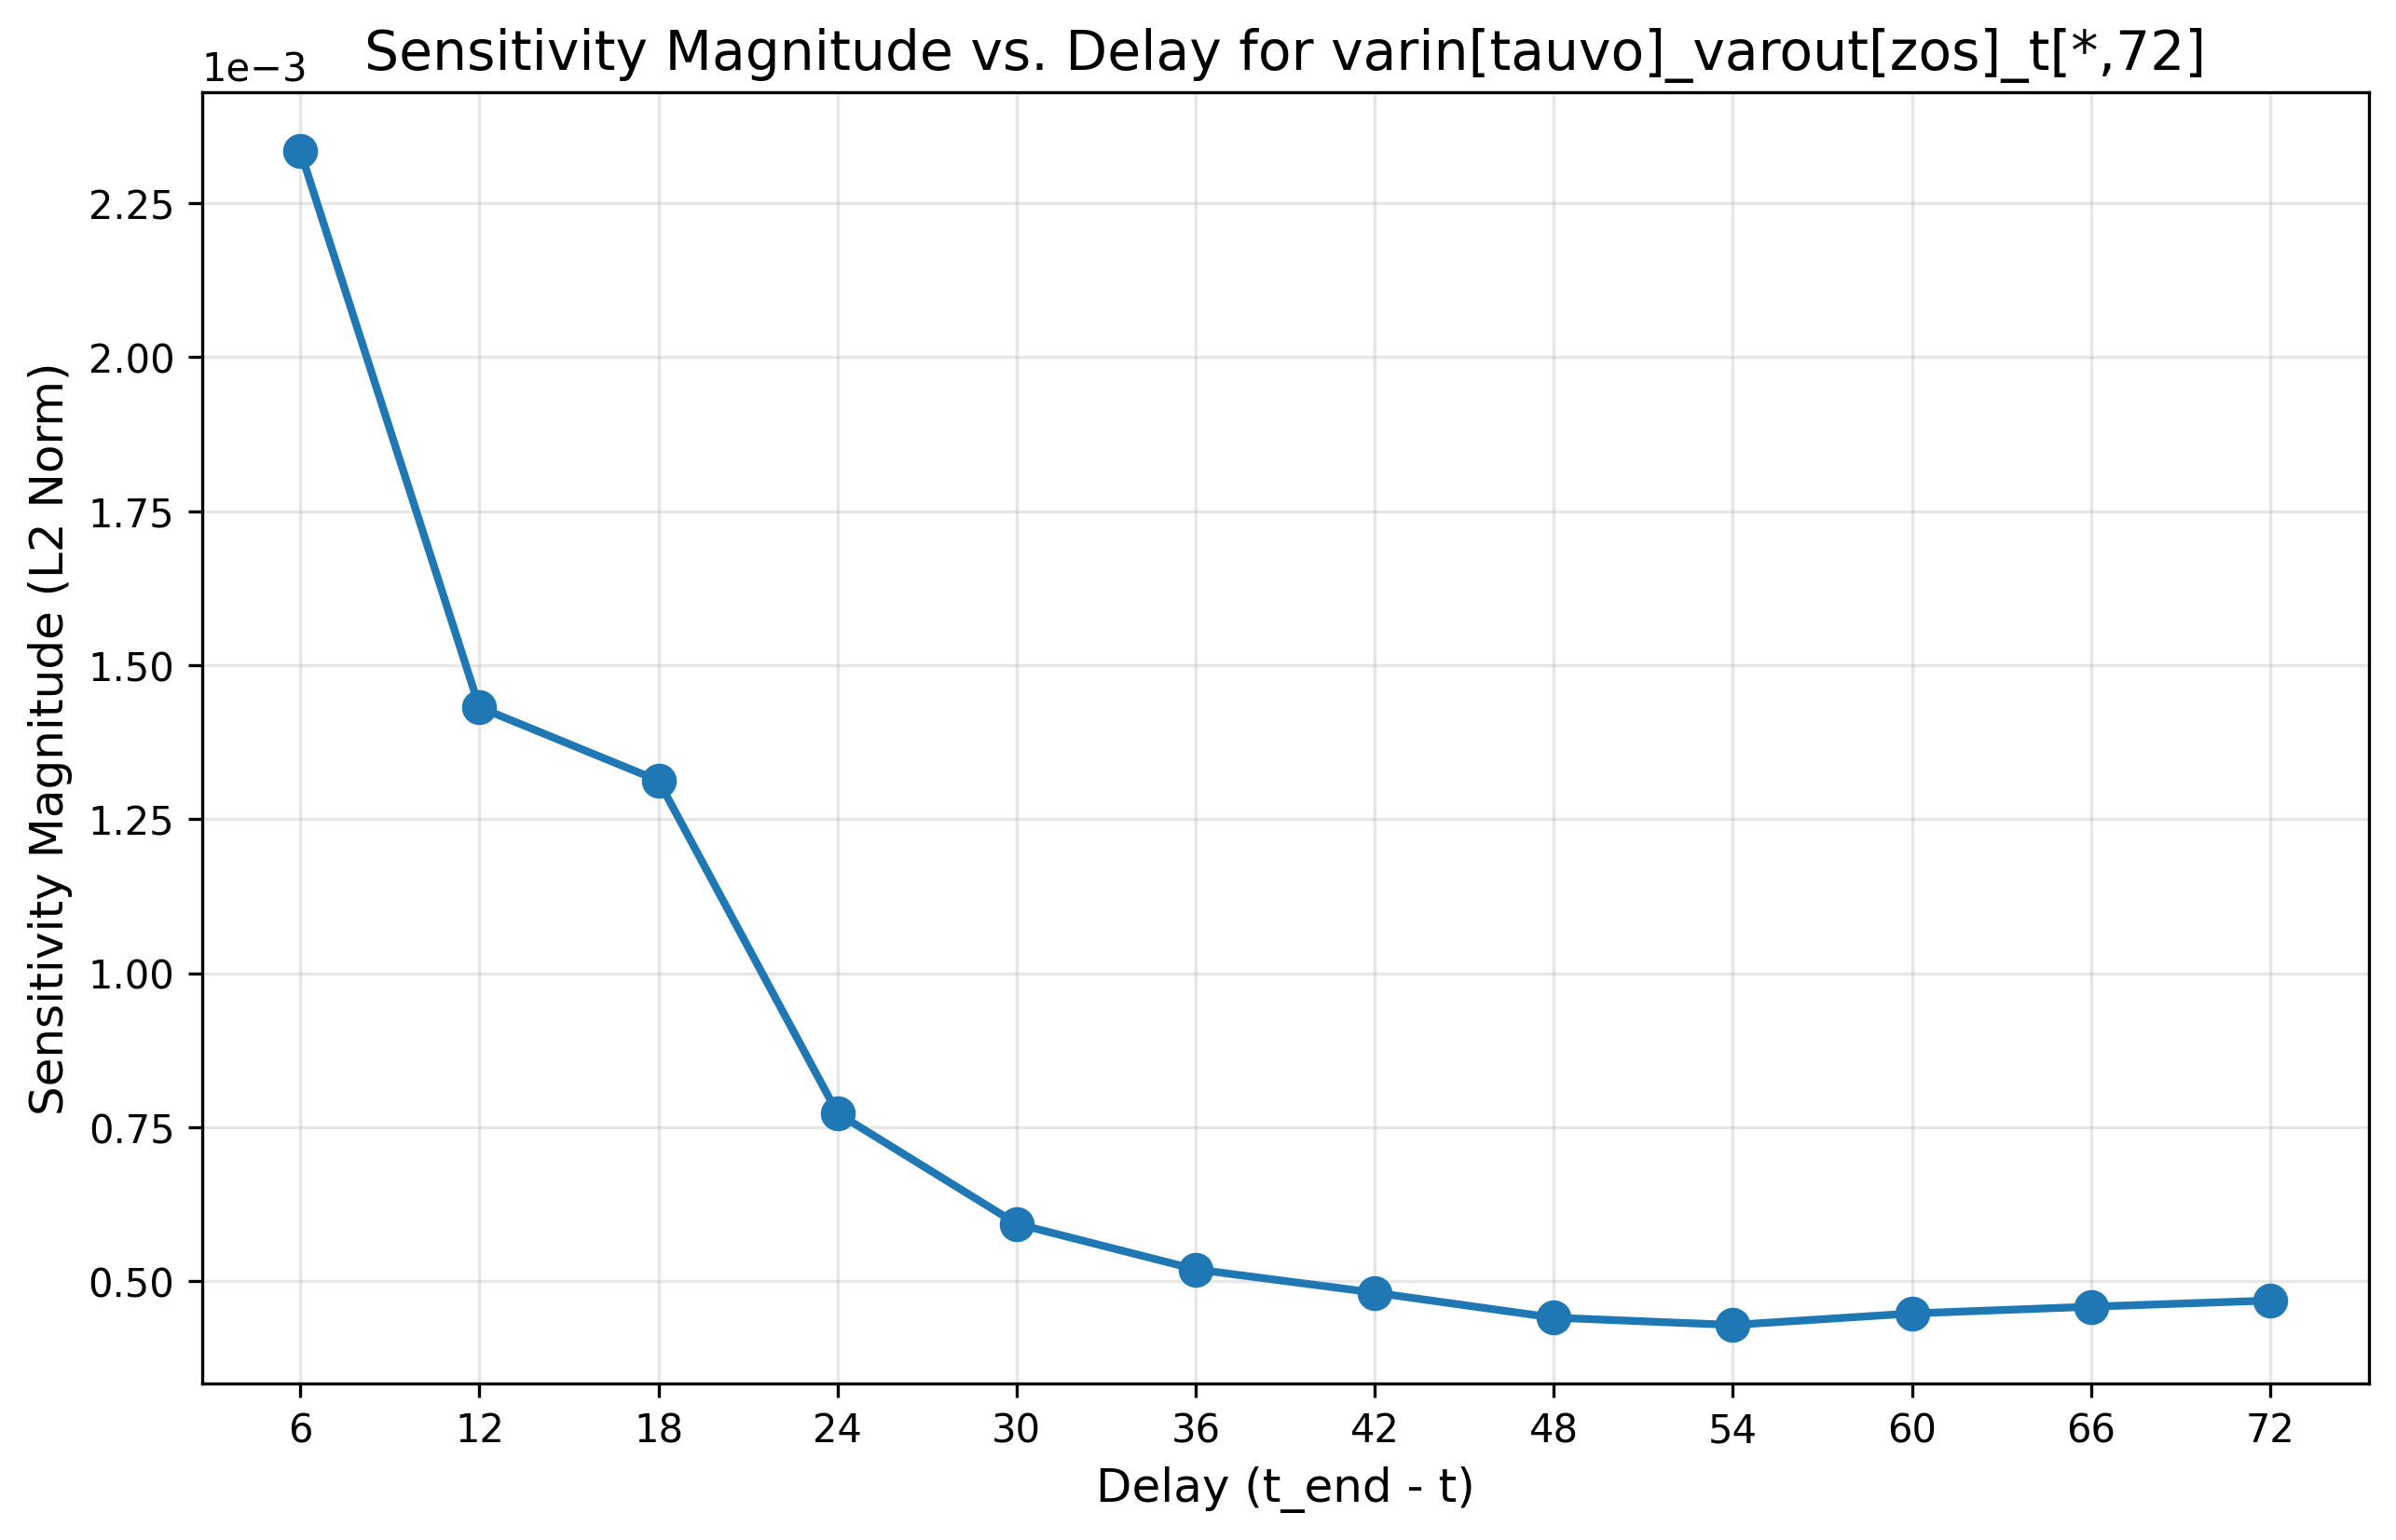 Sensitivity Magnitude vs. Delay for varin[tauvo]_varout[zos]_t[*,72]
1e−3
2.25
2.00
1.75
1.50
1.25
1.00
0.75
0.50
Sensitivity Magnitude (L2 Norm)
6 12 18 24 30 36 42 48 54 60 66 72
Delay (t_end - t)